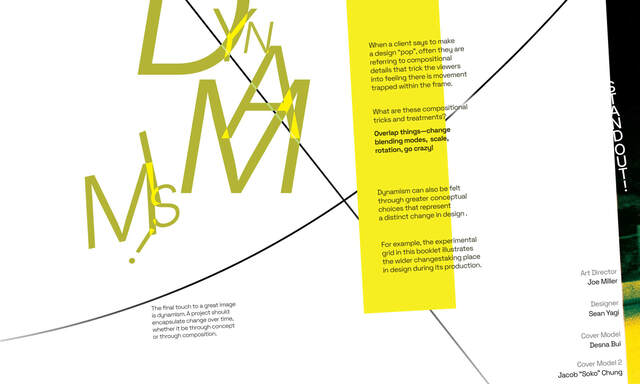 DYNAMISM!
When a client says to make
a design "pop", often they are
referring to compositional
details that trick the viewers
into feeling there is movement
trapped within the frame.
What are these compositional
tricks and treatments?
Overlap things—change
blending modes, scale,
rotation, go crazy!
Dynamism can also be felt
through greater conceptual
choices that represent
a distinct change in design.
For example, the experimental
grid in this booklet illustrates
the wider changestaking place
in design during its production.
The final touch to a great image
is dynamism. A project should
encapsulate change over time,
whether it be through concept
or through composition.
STANDOUT!!
Art Director
Joe Miller
Designer
Sean Yagi
Cover Model
Desna Bui
Cover Model 2
Jacob "Soko" Chung